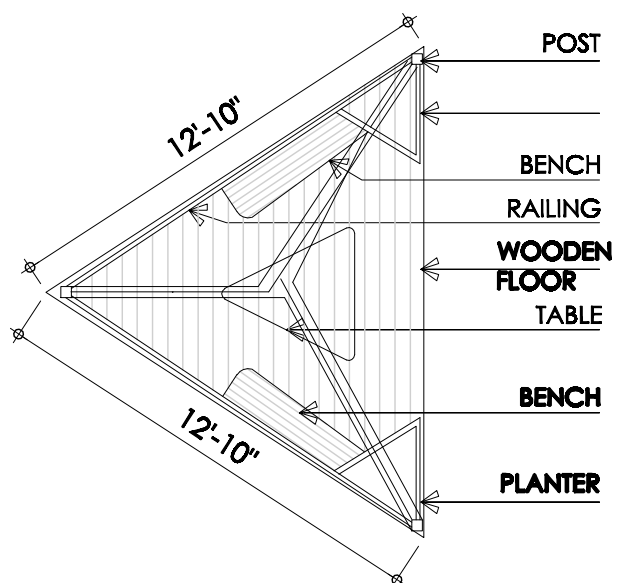 12'-10"
POST
BENCH
RAILING
WOODEN
FLOOR
TABLE
BENCH
12'-10"
PLANTER